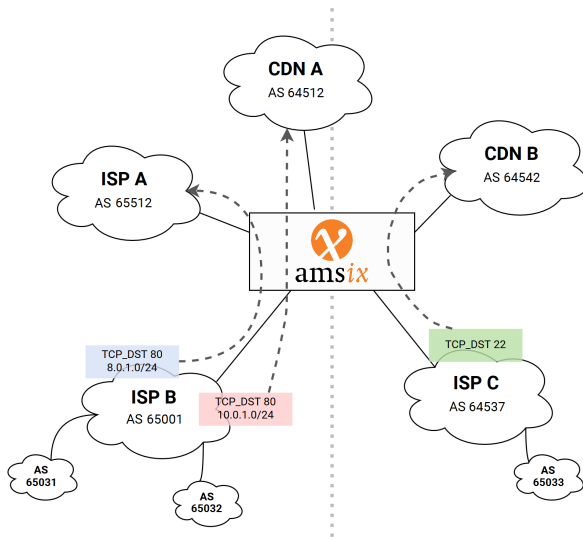 CDN A
AS 64512
CDN B
AS 64542
ISP A
AS 65512
amsix
TCP_DST 80
8.0.1.0/24
TCP_DST 22
ISP B
AS 65001
TCP_DST 80
10.0.1.0/24
ISP C
AS 64537
AS
65031
AS
65032
AS
65033